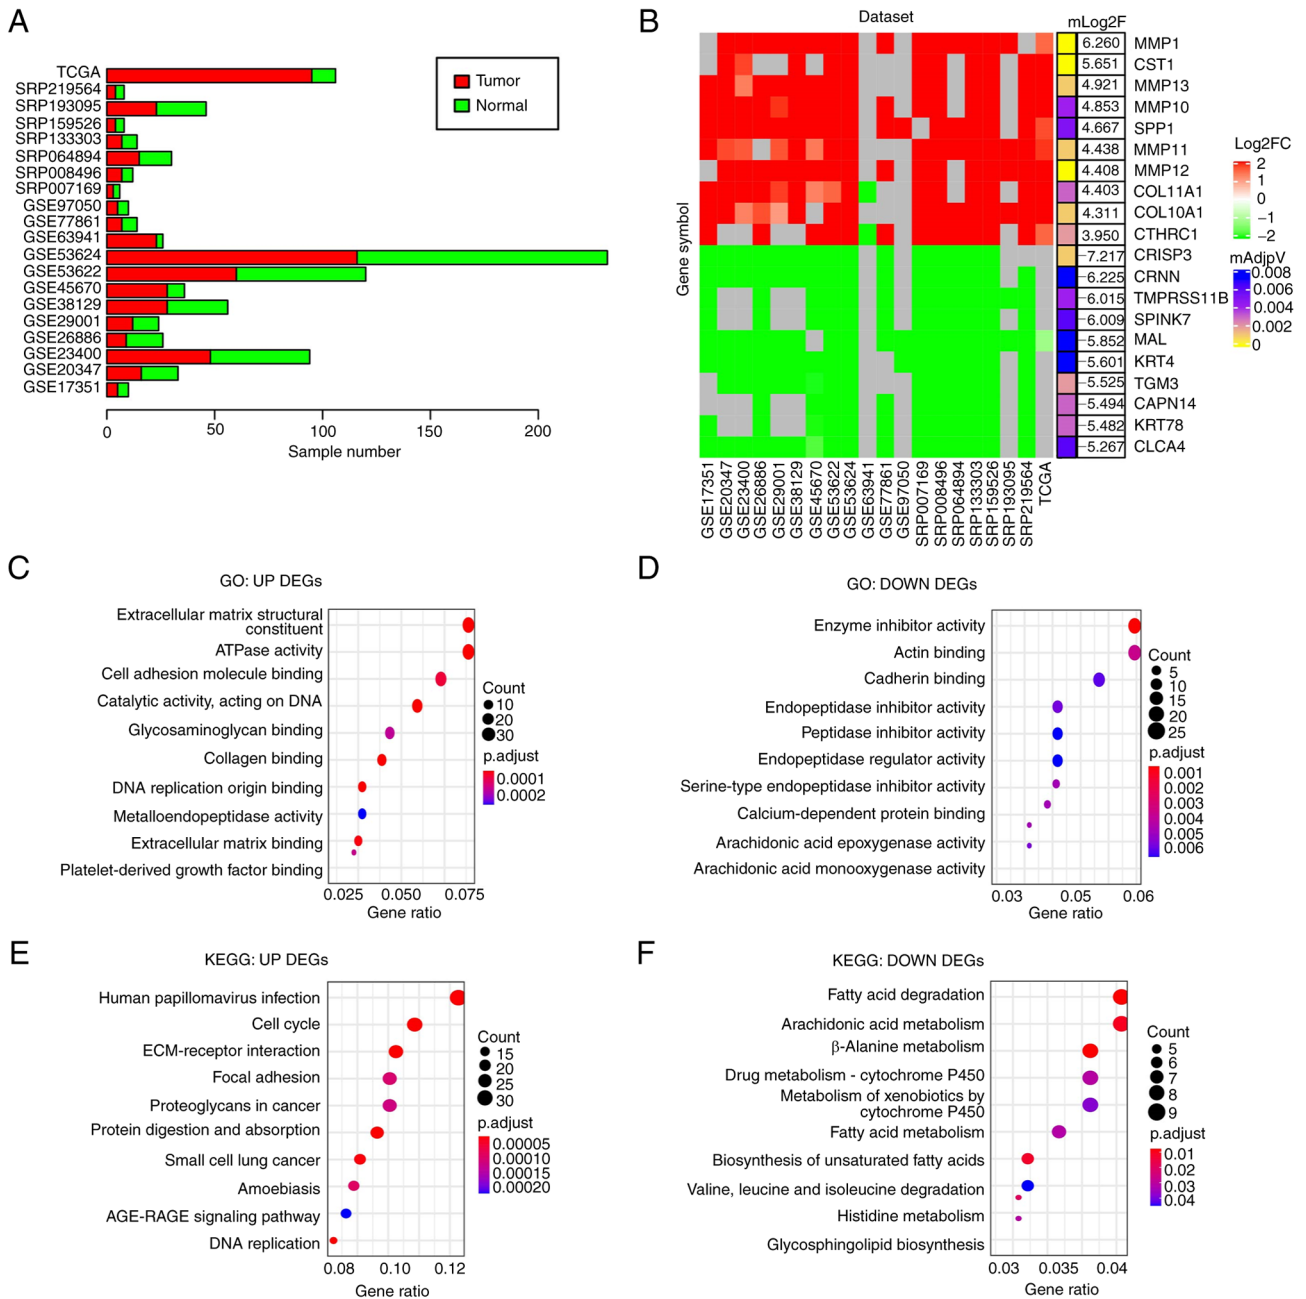 A
TCGA
SRP219564
SRP193095
SRP159526
SRP133303
SRP064894
SRP008496
SRP007169
GSE97050
GSE77861
GSE63941
GSE53624
GSE53622
GSE45670
GSE38129
GSE29001
GSE26886
GSE23400
GSE20347
GSE17351
Tumor
Normal
0 50 100 150 200
Sample number
B
Dataset
mLog2F
Gene symbol
6.260 MMP1
5.651 CST1
4.921 MMP13
4.853 MMP10
4.667 SPP1
4.438 MMP11
4.408 MMP12
4.403 COL11A1
4.311 COL10A1
3.950 CTHRC1
−7.217 CRISP3
−6.225 CRNN
−6.015 TMPRSS11B
−6.009 SPINK7
−5.852 MAL
−5.601 KRT4
−5.525 TGM3
−5.494 CAPN14
−5.482 KRT78
−5.267 CLCA4
GSE17351
GSE20347
GSE23400
GSE26886
GSE29001
GSE38129
GSE45670
GSE53622
GSE53624
GSE63941
GSE77861
GSE97050
SRP007169
SRP008496
SRP064894
SRP133303
SRP159526
SRP193095
SRP219564
TCGA
Log2FC
2
1
0
−1
−2
mAdjpV
0.008
0.006
0.004
0.002
0
C
GO: UP DEGs
Extracellular matrix structural
constituent
ATPase activity
Cell adhesion molecule binding
Catalytic activity, acting on DNA
Glycosaminoglycan binding
Collagen binding
DNA replication origin binding
Metalloendopeptidase activity
Extracellular matrix binding
Platelet-derived growth factor binding
0.025 0.050 0.075
Gene ratio
Count
10
20
30
p.adjust
0.0001
0.0002
D
GO: DOWN DEGs
Enzyme inhibitor activity
Actin binding
Cadherin binding
Endopeptidase inhibitor activity
Peptidase inhibitor activity
Endopeptidase regulator activity
Serine-type endopeptidase inhibitor activity
Calcium-dependent protein binding
Arachidonic acid epoxygenase activity
Arachidonic acid monooxygenase activity
0.03 0.05 0.06
Gene ratio
Count
5
10
15
20
25
p.adjust
0.001
0.002
0.003
0.004
0.005
0.006
E
KEGG: UP DEGs
Human papillomavirus infection
Cell cycle
ECM-receptor interaction
Focal adhesion
Proteoglycans in cancer
Protein digestion and absorption
Small cell lung cancer
Amoebiasis
AGE-RAGE signaling pathway
DNA replication
0.08 0.10 0.12
Gene ratio
Count
15
20
25
30
p.adjust
0.00005
0.00010
0.00015
0.00020
F
KEGG: DOWN DEGs
Fatty acid degradation
Arachidonic acid metabolism
β-Alanine metabolism
Drug metabolism - cytochrome P450
Metabolism of xenobiotics by
cytochrome P450
Fatty acid metabolism
Biosynthesis of unsaturated fatty acids
Valine, leucine and isoleucine degradation
Histidine metabolism
Glycosphingolipid biosynthesis
0.03 0.035 0.04
Gene ratio
Count
5
6
7
8
9
p.adjust
0.01
0.02
0.03
0.04